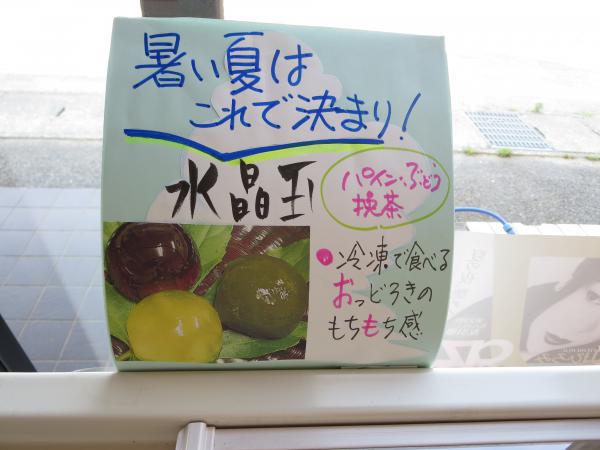 暑い夏は
これで決まり!
水晶玉
パイン・ぶどう
挽茶
冷凍で食べる
おっどろきの
もちもち感